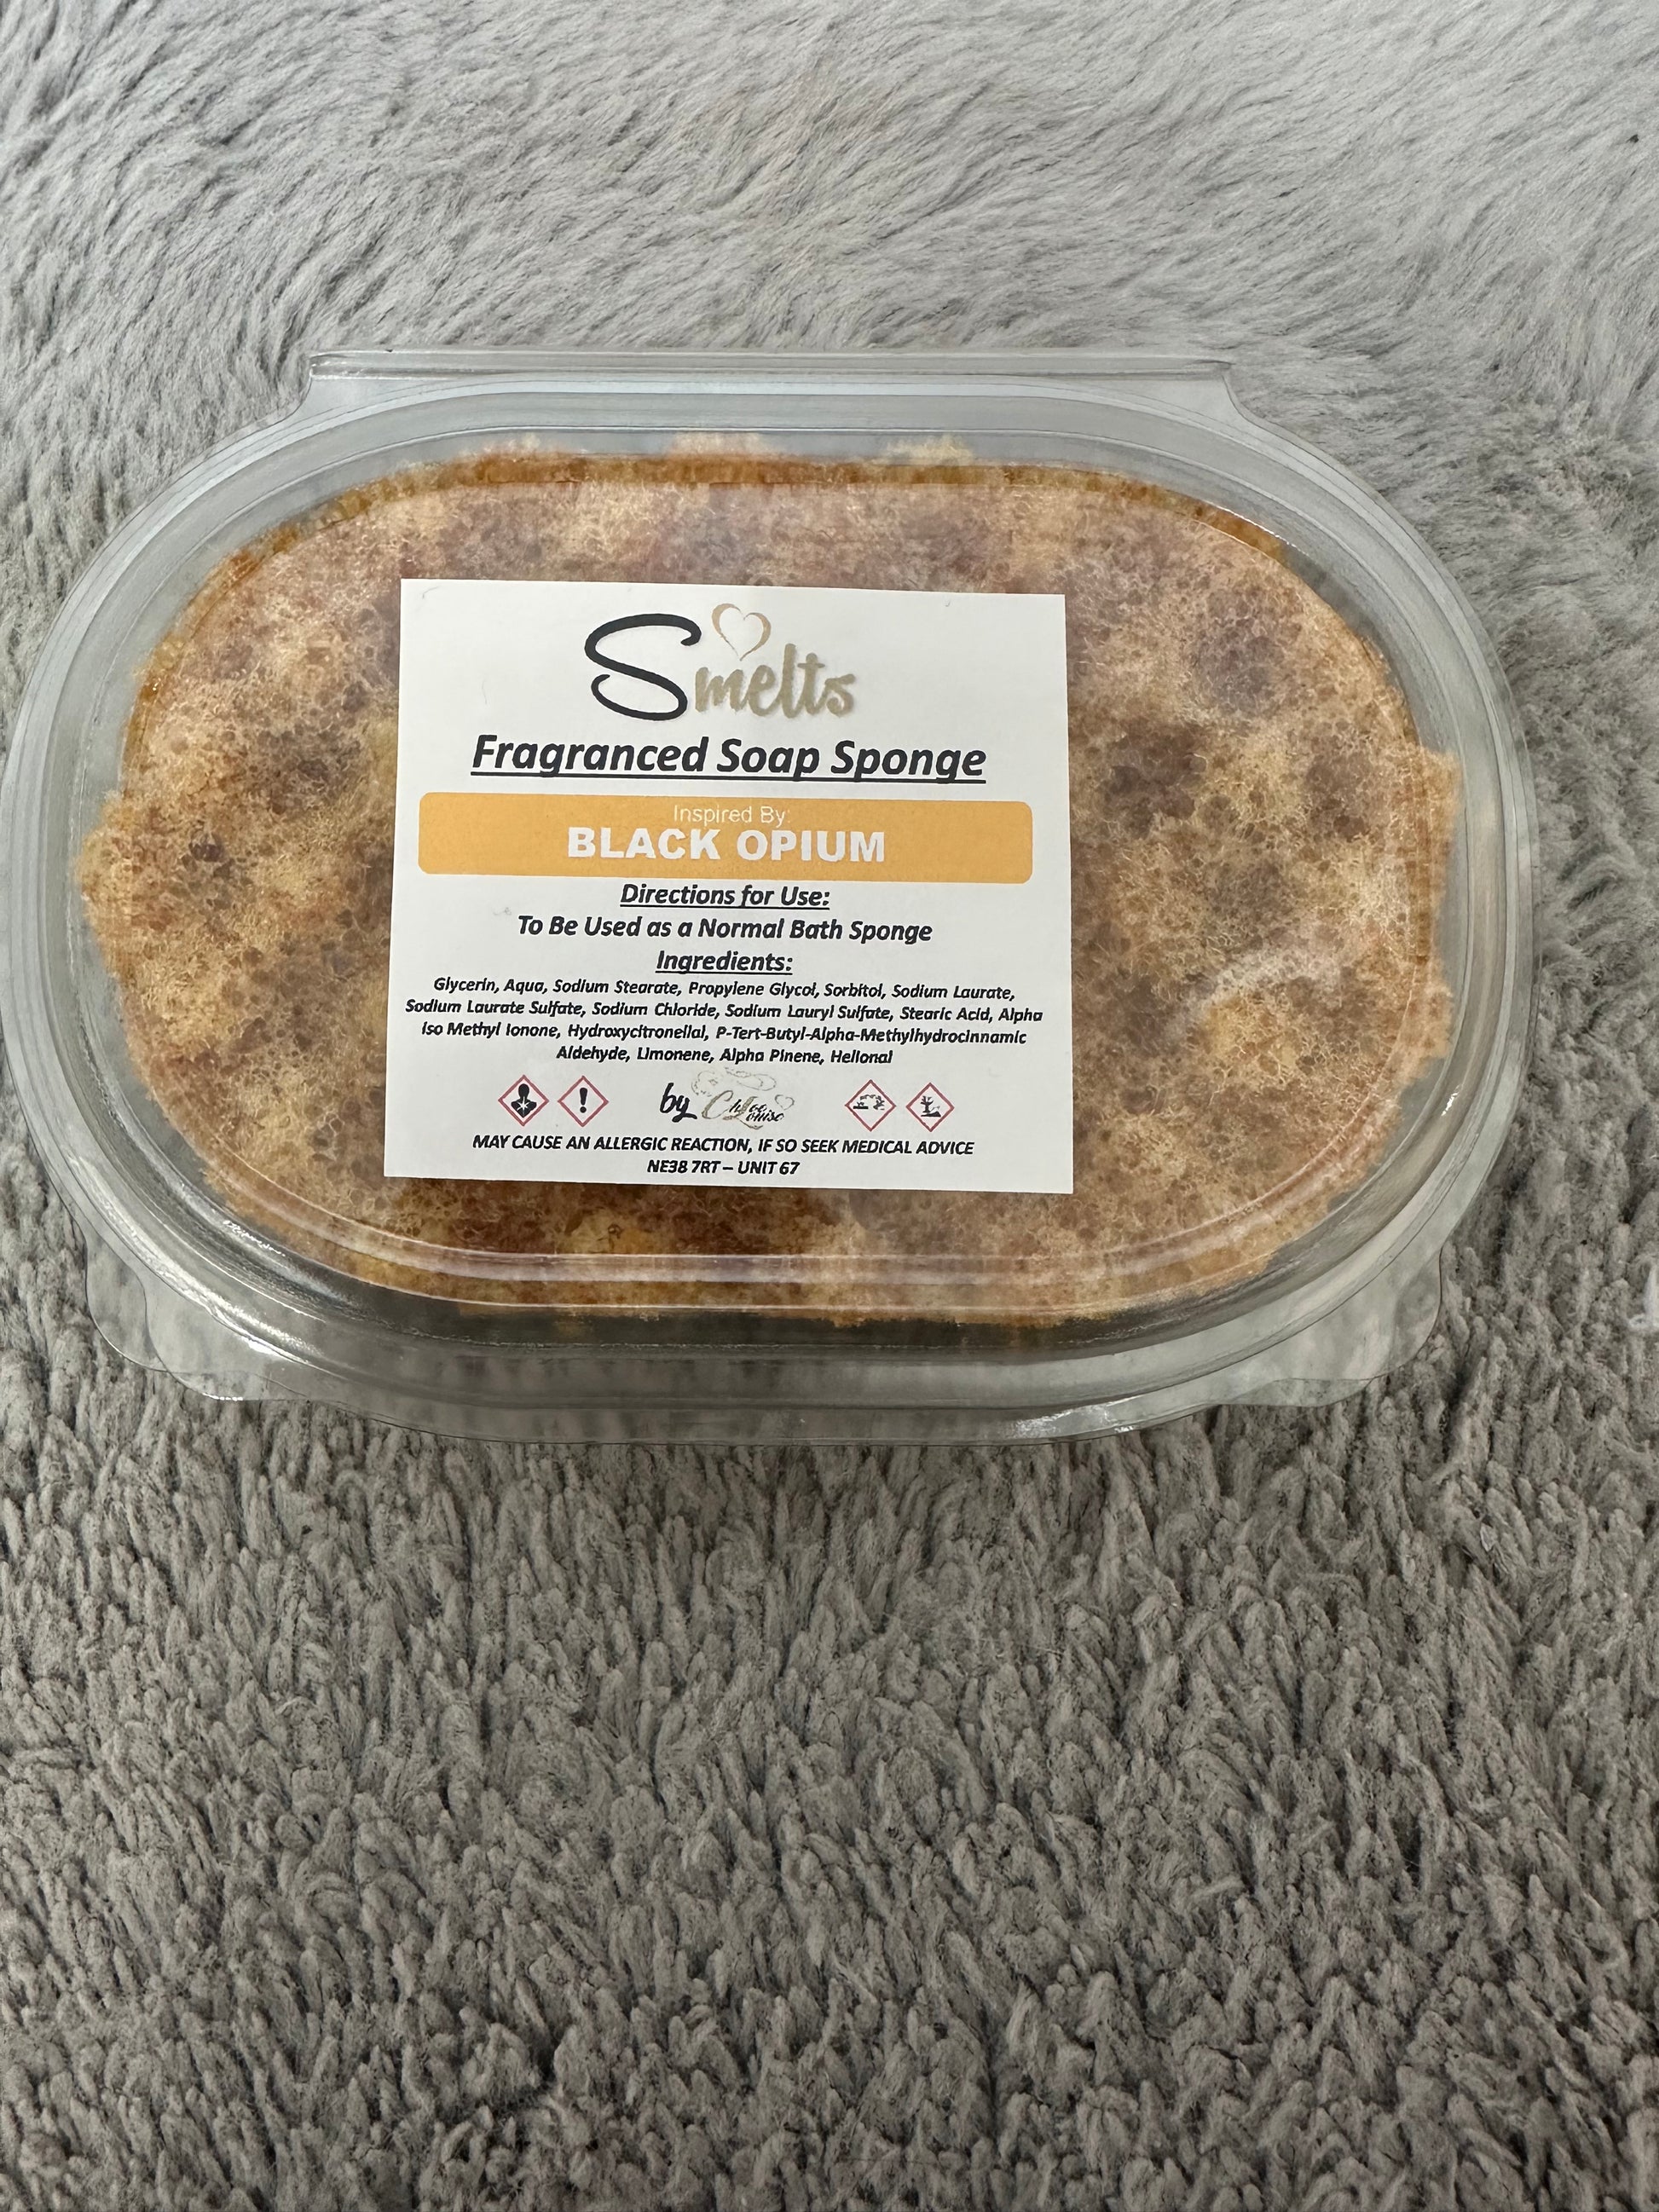 Smelts
Fragranced Soap Sponge
Inspired By:
BLACK OPIUM
Directions for Use:
To Be Used as a Normal Bath Sponge
Ingredients:
Glycerin, Aqua, Sodium Stearate, Propylene Glycol, Sorbitol, Sodium Laurate,
Sodium Laurate Sulfate, Sodium Chloride, Sodium Lauryl Sulfate, Stearic Acid, Alpha
Iso Methyl Ionone, Hydroxycitronellal, P-Tert-Butyl-Alpha-Methylhydrocinnamic
Aldehyde, Limonene, Alpha Pinene, Helional
by Chloe Louise
MAY CAUSE AN ALLERGIC REACTION, IF SO SEEK MEDICAL ADVICE
NE38 7RT – UNIT 67